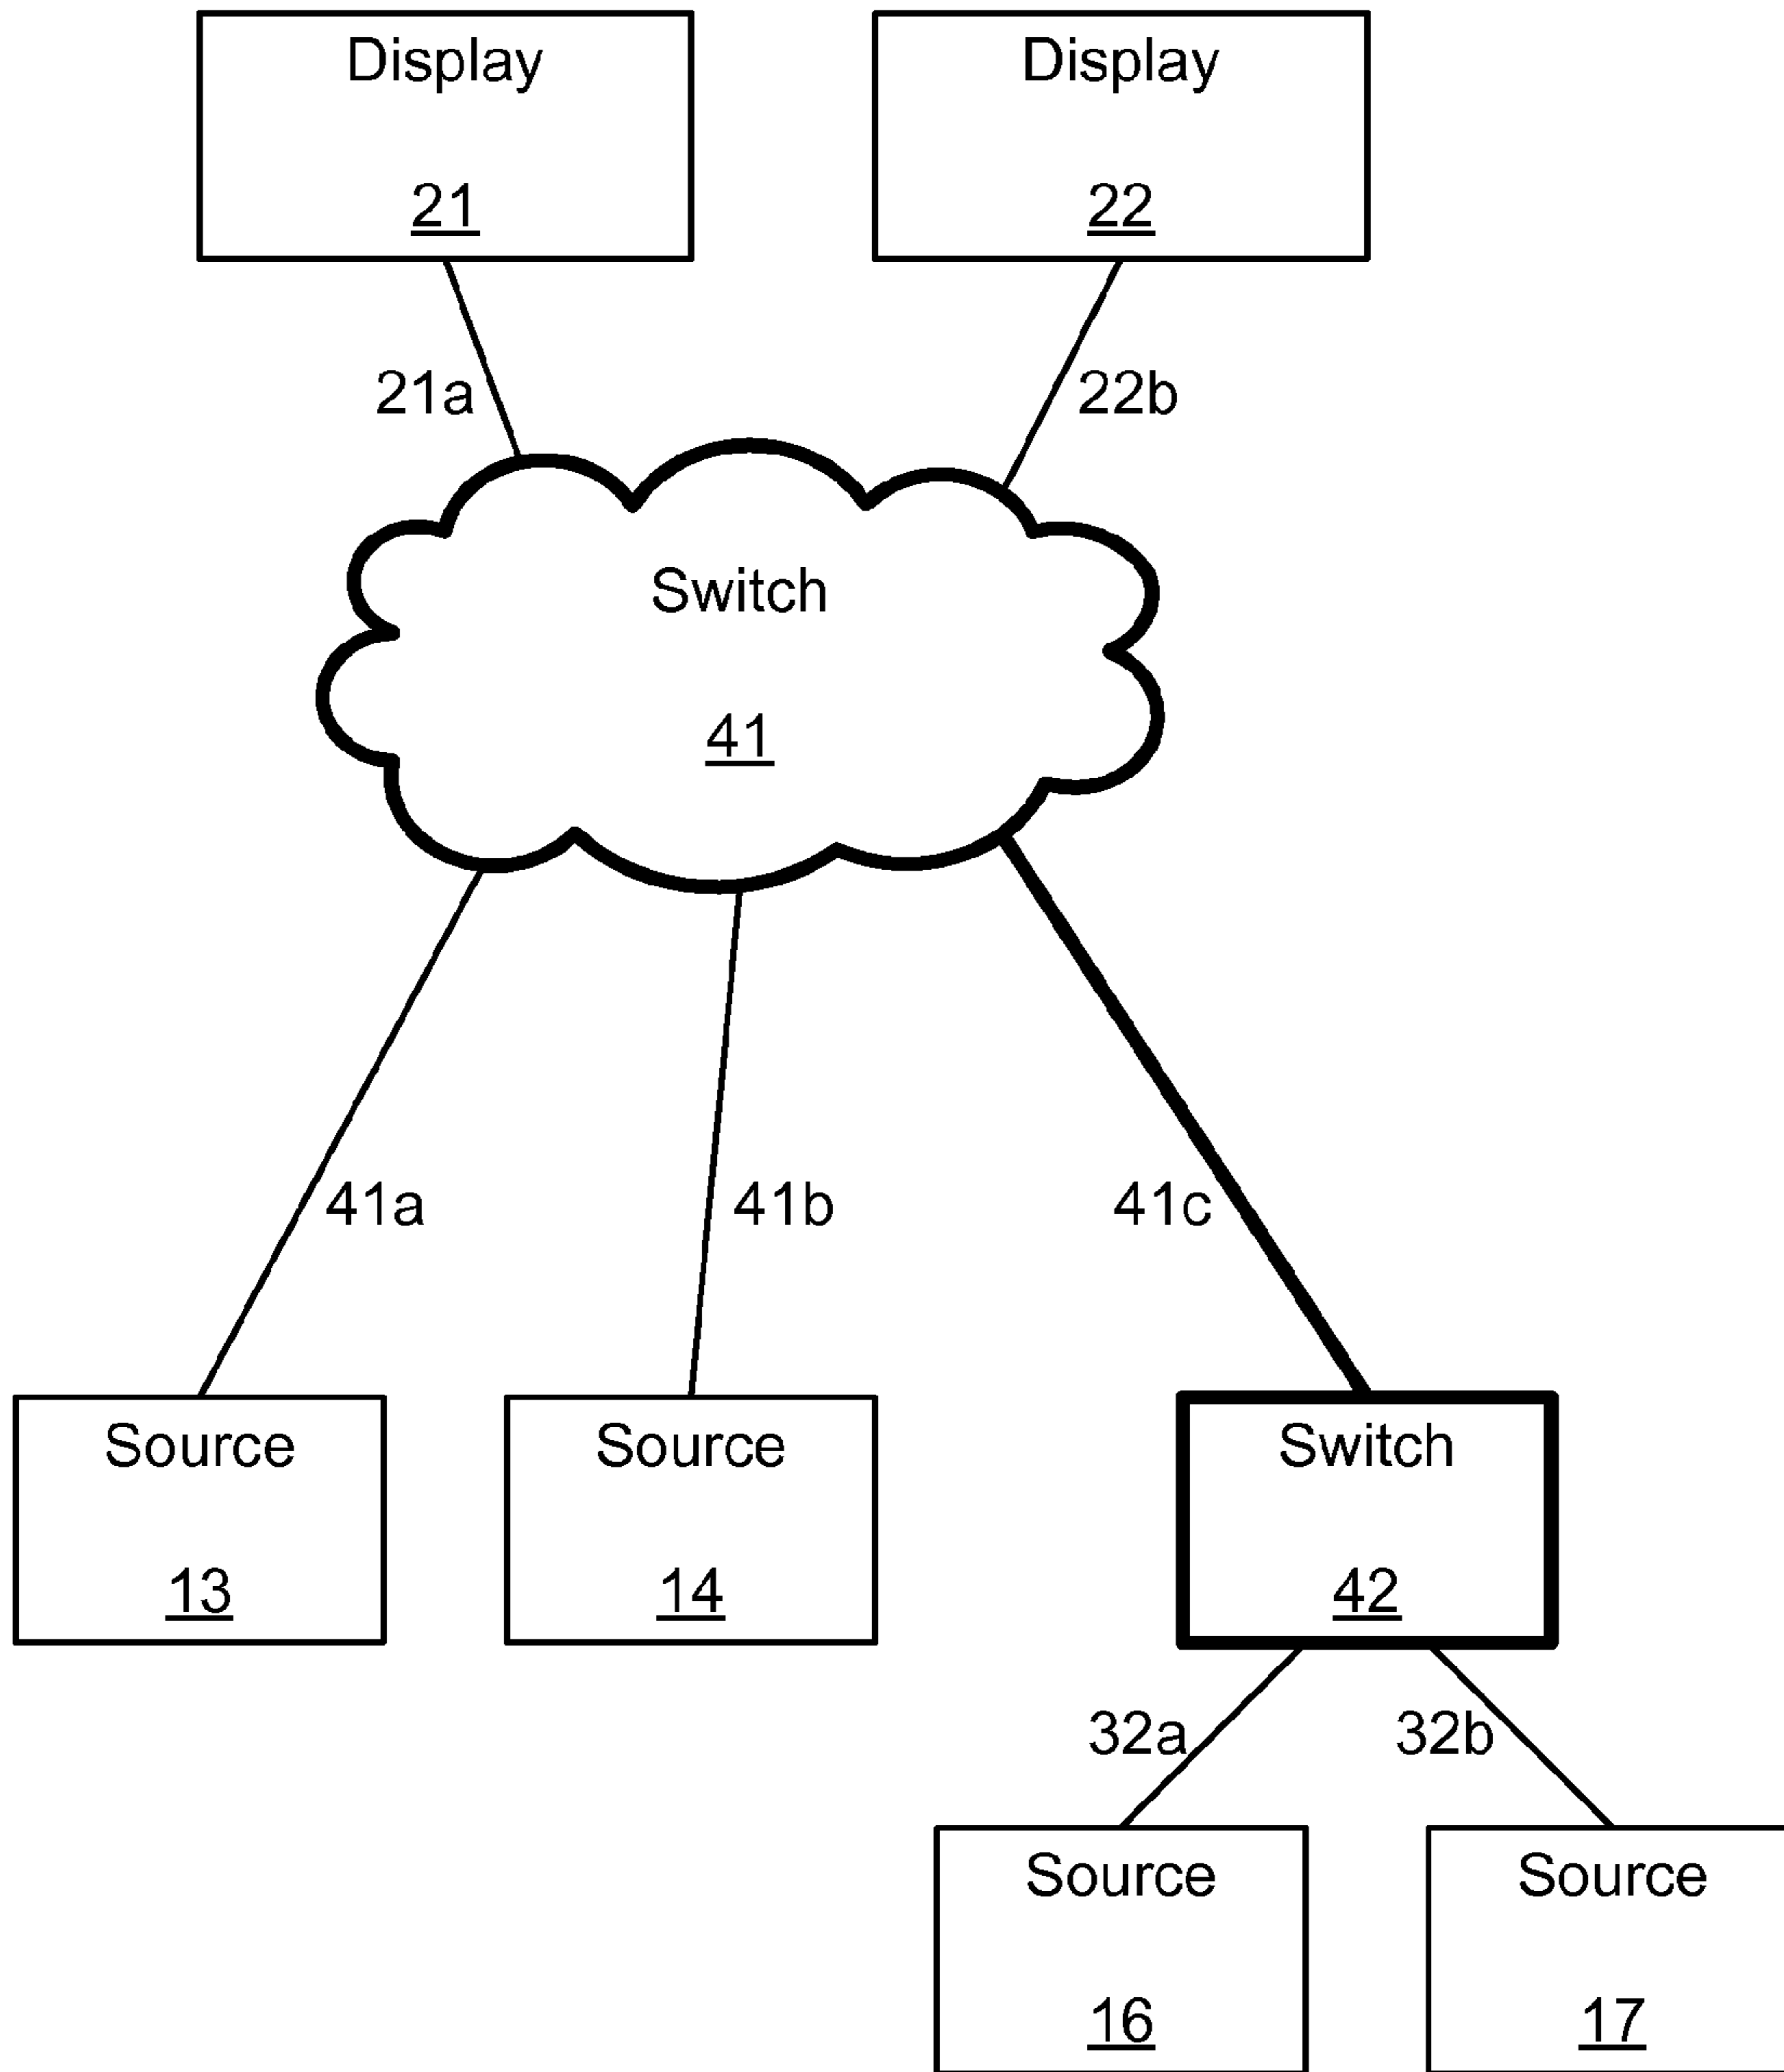 Display
21
Display
22
21a
22b
Switch
41
41a
41b
41c
Source
13
Source
14
Switch
42
32a
32b
Source
16
Source
17